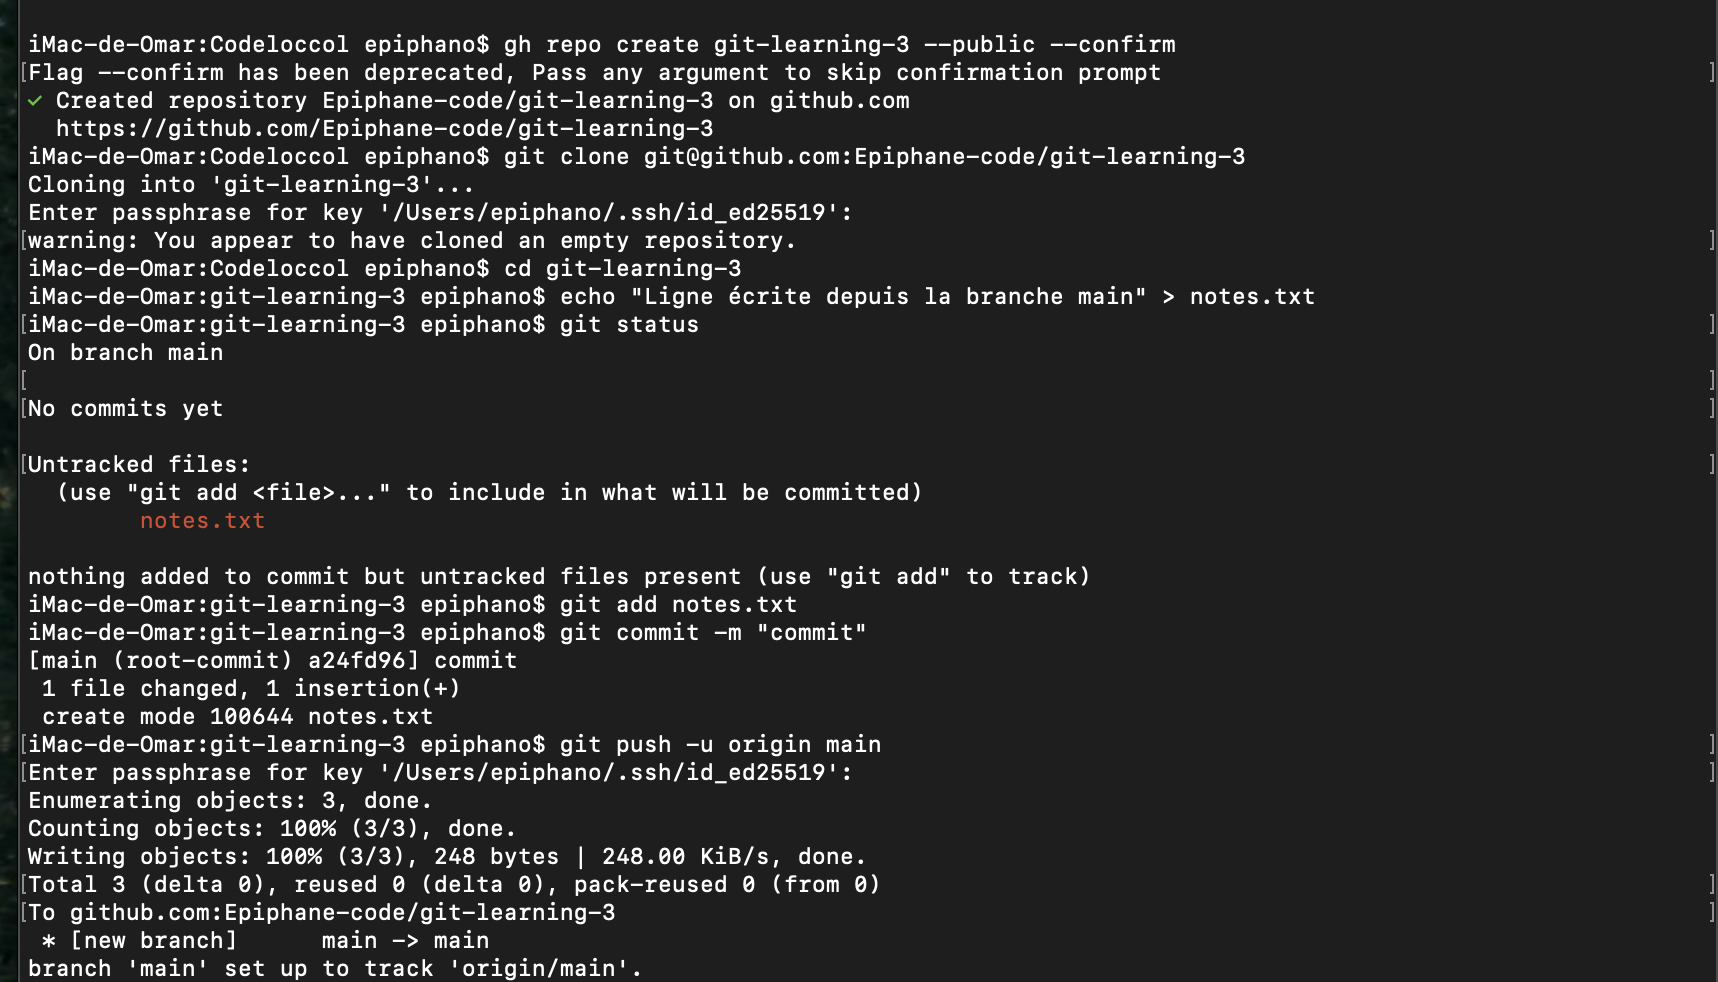 iMac-de-Omar:Codeloccol epiphano$ gh repo create git-learning-3 --public --confirm
[Flag --confirm has been deprecated, Pass any argument to skip confirmation prompt ]
✓ Created repository Epiphane-code/git-learning-3 on github.com
https://github.com/Epiphane-code/git-learning-3
iMac-de-Omar:Codeloccol epiphano$ git clone git@github.com:Epiphane-code/git-learning-3
Cloning into 'git-learning-3'...
Enter passphrase for key '/Users/epiphano/.ssh/id_ed25519':
[warning: You appear to have cloned an empty repository. ]
iMac-de-Omar:Codeloccol epiphano$ cd git-learning-3
iMac-de-Omar:git-learning-3 epiphano$ echo "Ligne écrite depuis la branche main" > notes.txt
[iMac-de-Omar:git-learning-3 epiphano$ git status ]
On branch main
[ ]
[No commits yet ]
[Untracked files: ]
(use "git add <file>..." to include in what will be committed)
notes.txt
nothing added to commit but untracked files present (use "git add" to track)
iMac-de-Omar:git-learning-3 epiphano$ git add notes.txt
iMac-de-Omar:git-learning-3 epiphano$ git commit -m "commit"
[main (root-commit) a24fd96] commit
1 file changed, 1 insertion(+)
create mode 100644 notes.txt
[iMac-de-Omar:git-learning-3 epiphano$ git push -u origin main ]
[Enter passphrase for key '/Users/epiphano/.ssh/id_ed25519': ]
Enumerating objects: 3, done.
Counting objects: 100% (3/3), done.
Writing objects: 100% (3/3), 248 bytes | 248.00 KiB/s, done.
[Total 3 (delta 0), reused 0 (delta 0), pack-reused 0 (from 0) ]
[To github.com:Epiphane-code/git-learning-3 ]
* [new branch] main -> main
branch 'main' set up to track 'origin/main'.